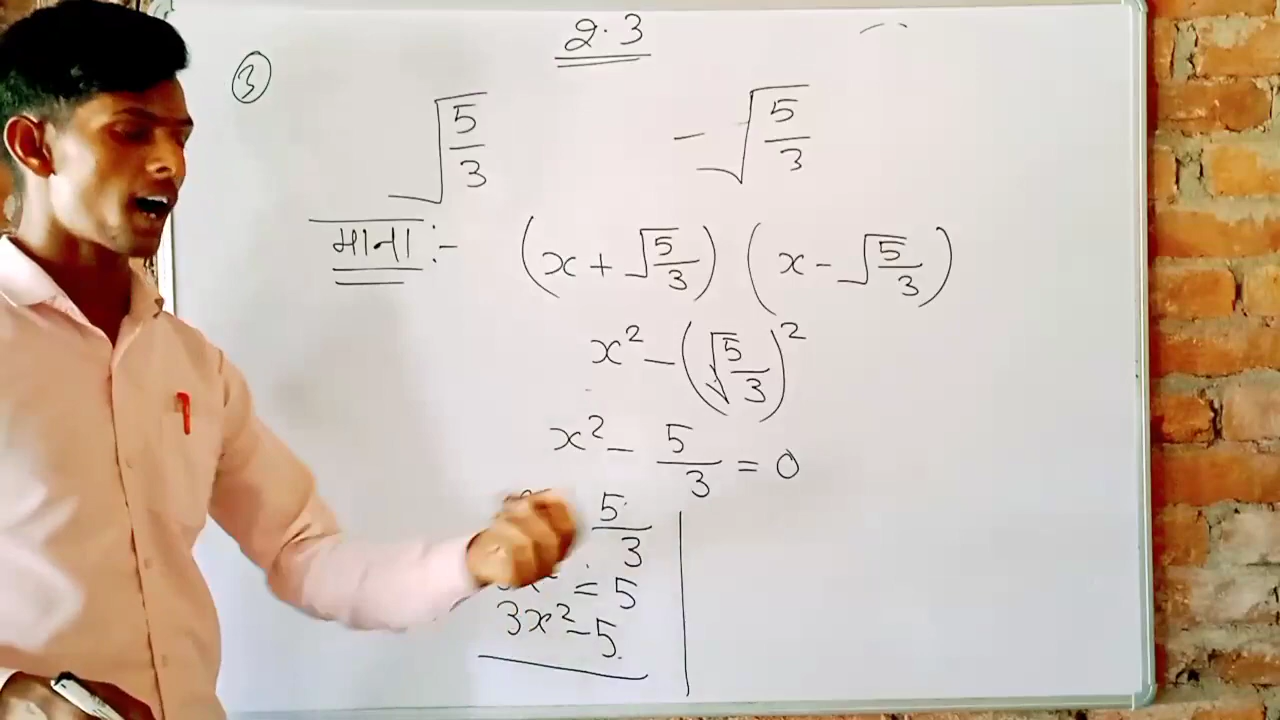 2.3
③
√5/3 -√5/3
माना :- (x + √5/3) (x - √5/3)
x² - (√5/3)²
x² - 5/3 = 0
5/3
= 5
3x² - 5